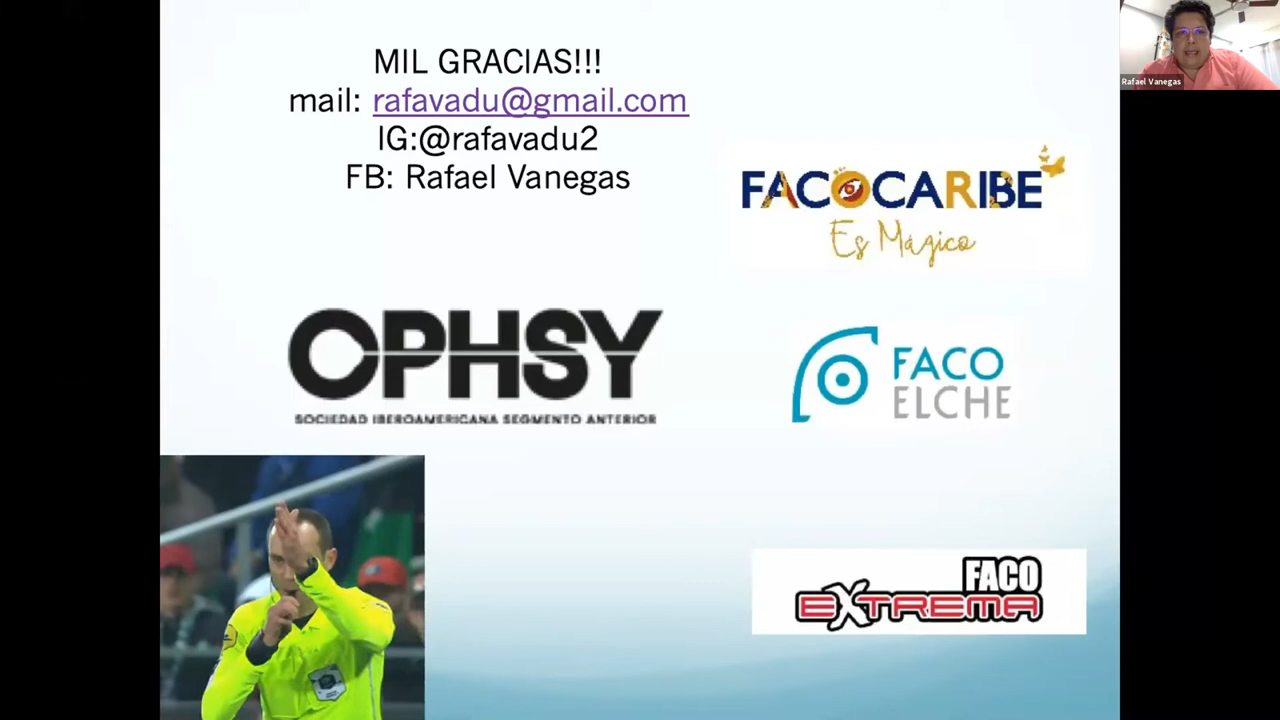 MIL GRACIAS!!!
mail: rafavadu@gmail.com
IG:@rafavadu2
FB: Rafael Vanegas
Rafael Vanegas
FACOCARIBE
Es Mágico
OPHSY
SOCIEDAD IBEROAMERICANA SEGMENTO ANTERIOR
FACO
ELCHE
FACO
EXTREMA